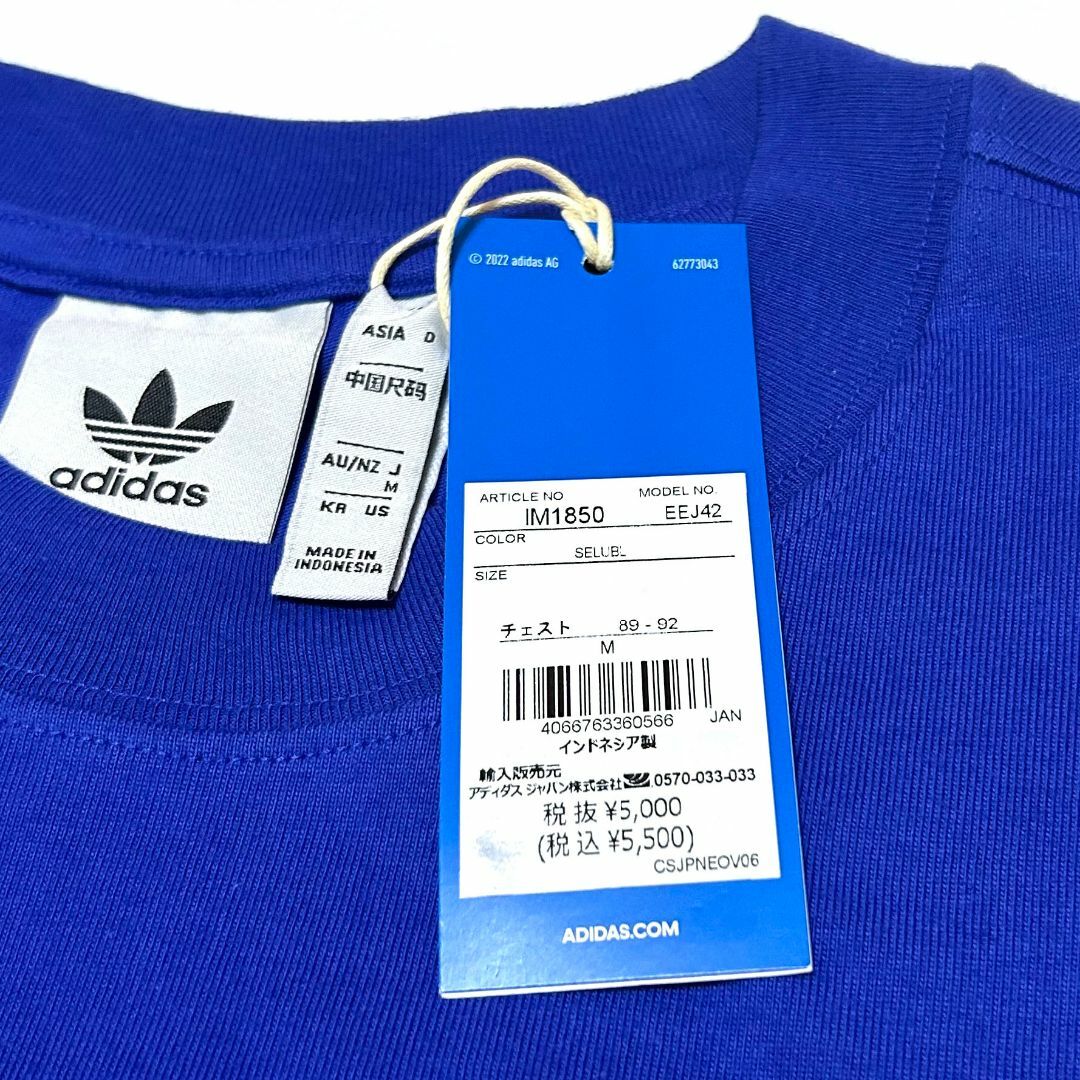 adidas
ASIA D
中国尺码
AU/NZ J
M
KR US
MADE IN
INDONESIA
© 2022 adidas AG 62773043
ARTICLE NO MODEL NO.
IM1850 EEJ42
COLOR
SELUBL
SIZE
チェスト 89 - 92
M
4066763360566 JAN
インドネシア製
輸入販売元
アディダス ジャパン株式会社 0570-033-033
税抜 ¥5,000
(税込 ¥5,500)
CSJPNEOV06
ADIDAS.COM